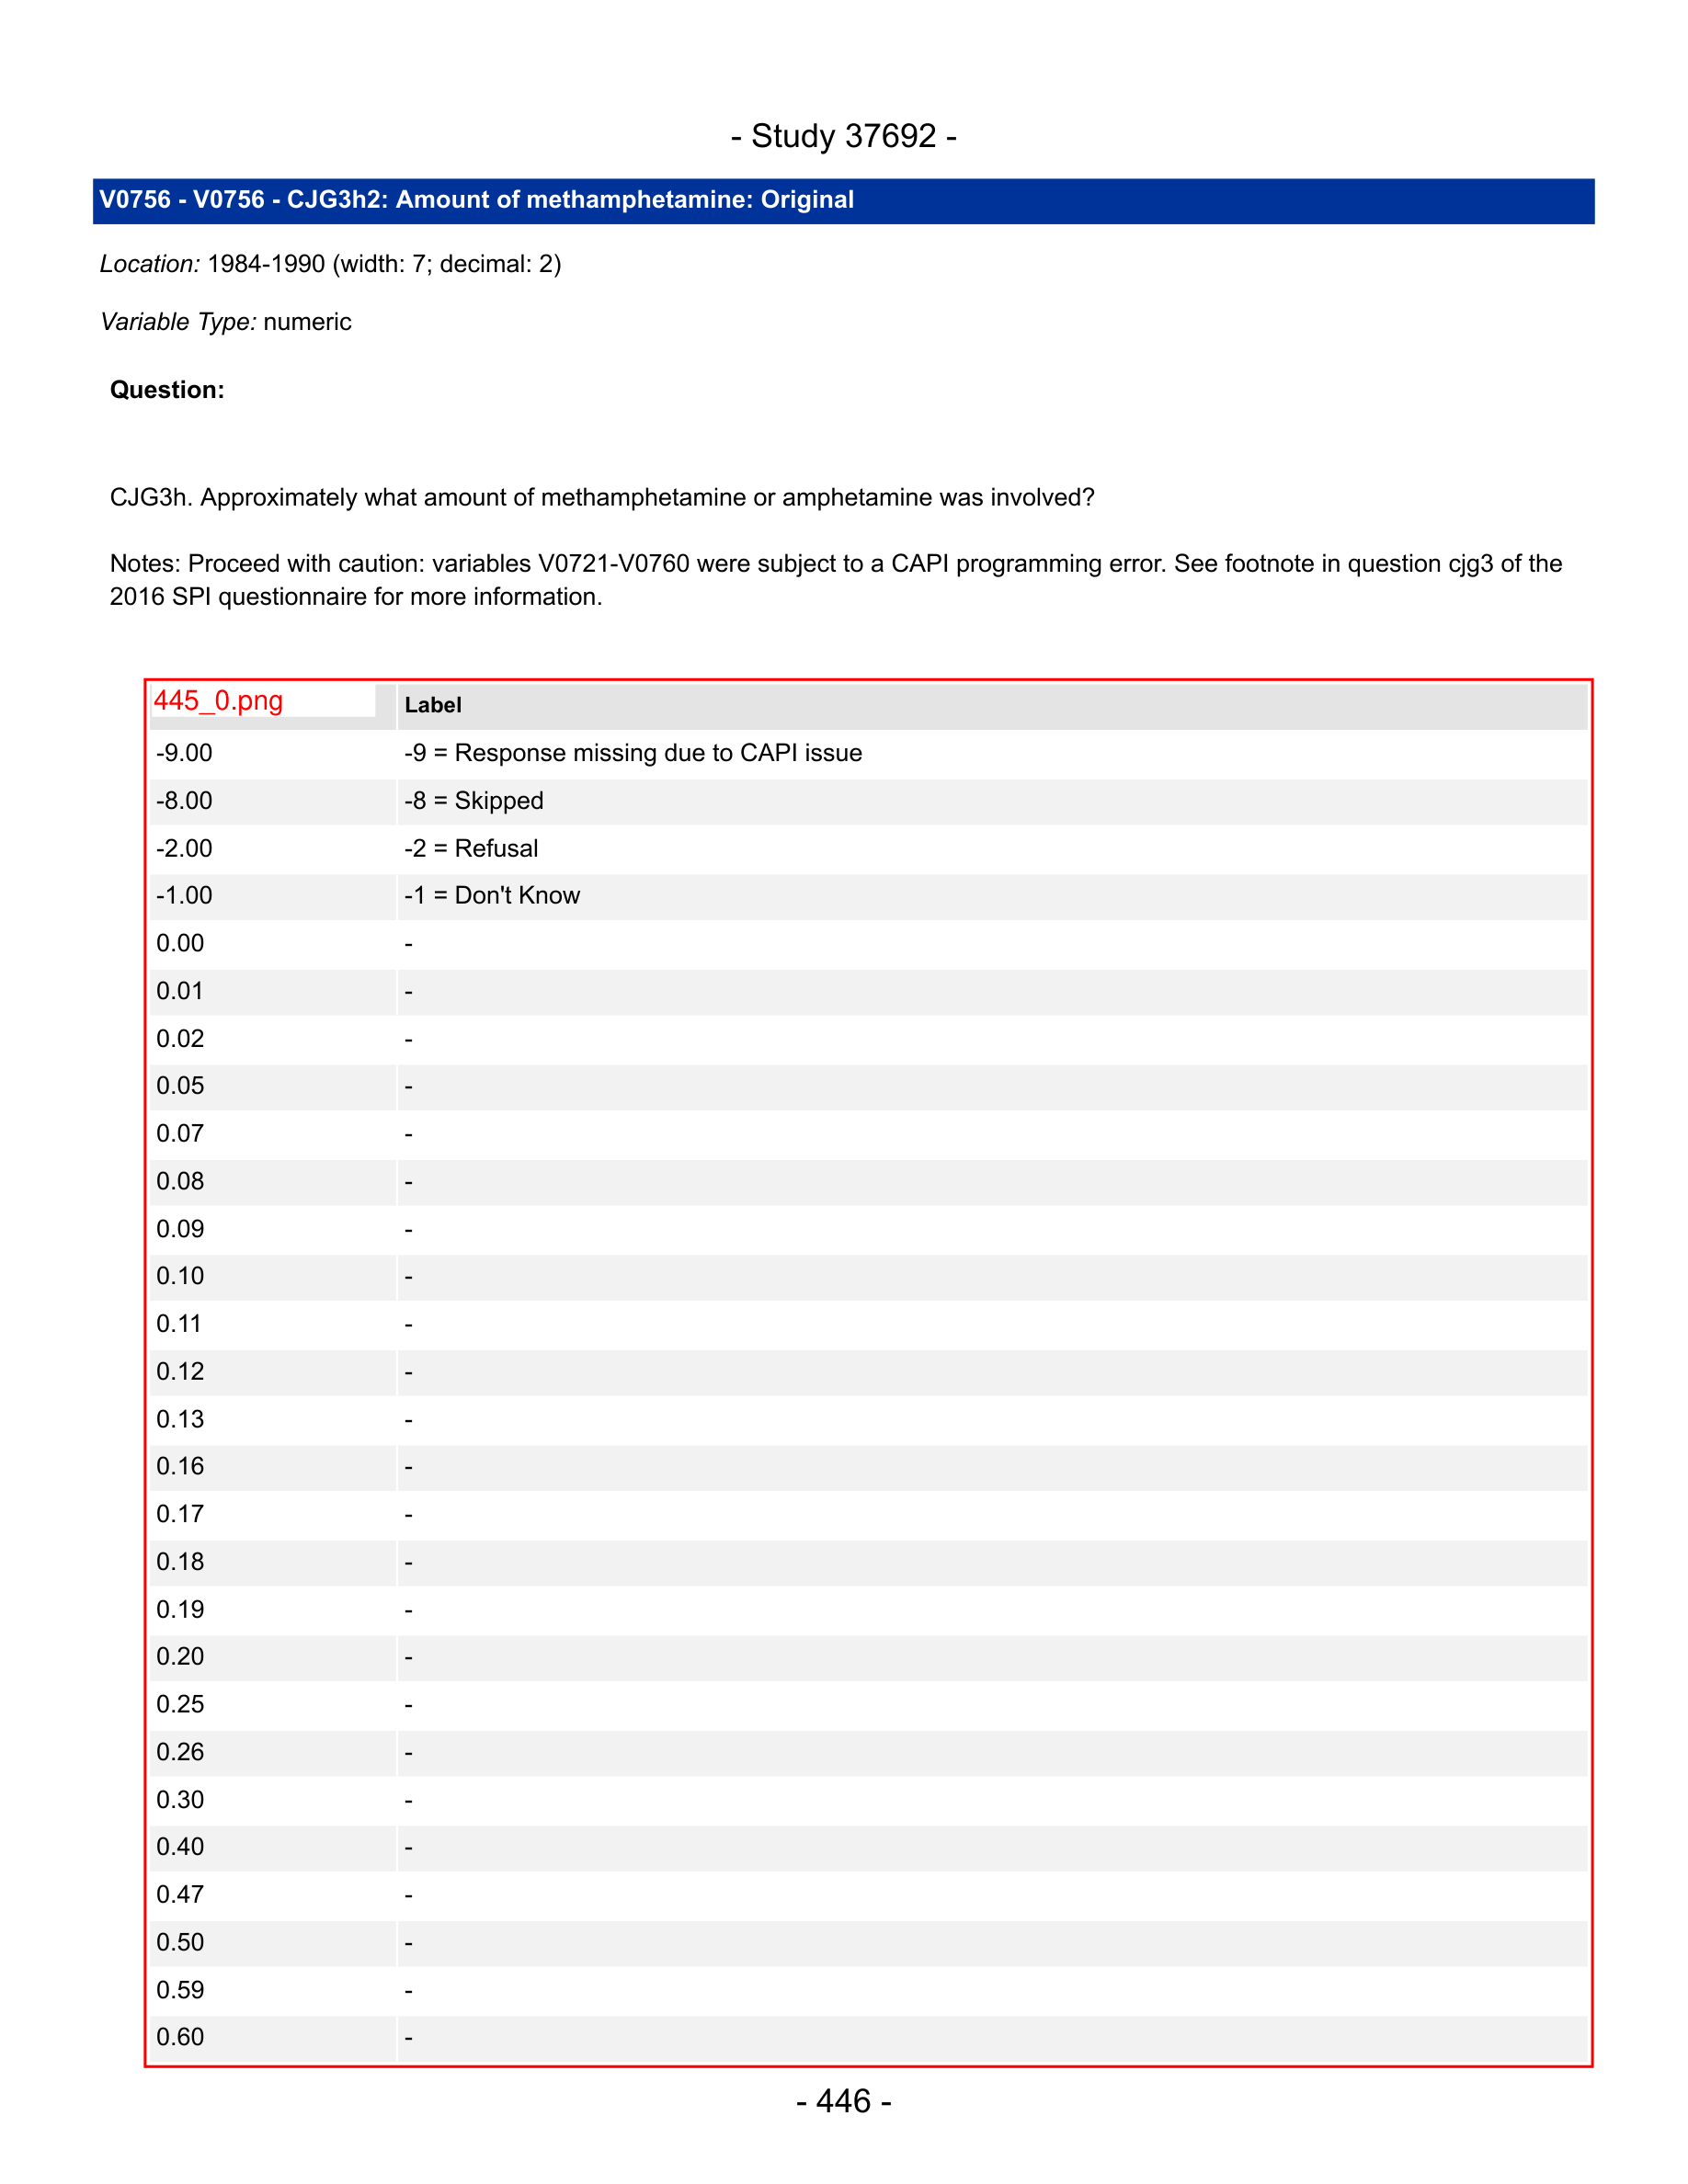 - Study 37692 -
V0756 - V0756 - CJG3h2: Amount of methamphetamine: Original
Location: 1984-1990 (width: 7; decimal: 2)
Variable Type: numeric
Question:
CJG3h. Approximately what amount of methamphetamine or amphetamine was involved?
Notes: Proceed with caution: variables V0721-V0760 were subject to a CAPI programming error. See footnote in question cjg3 of the
2016 SPI questionnaire for more information.
445_0.png Label
-9.00 -9 = Response missing due to CAPI issue
-8.00 -8 = Skipped
-2.00 -2 = Refusal
-1.00 -1 = Don't Know
0.00 -
0.01 -
0.02 -
0.05 -
0.07 -
0.08 -
0.09 -
0.10 -
0.11 -
0.12 -
0.13 -
0.16 -
0.17 -
0.18 -
0.19 -
0.20 -
0.25 -
0.26 -
0.30 -
0.40 -
0.47 -
0.50 -
0.59 -
0.60 -
- 446 -